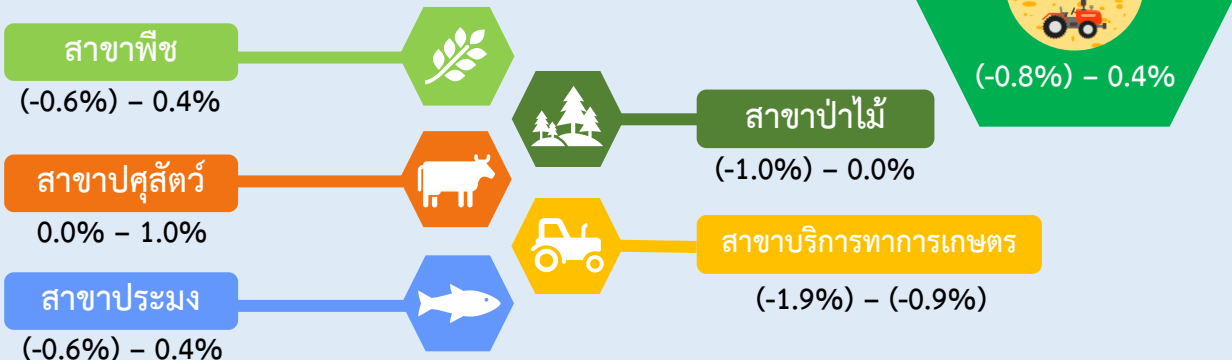 (-0.8%) – 0.4%
สาขาพืช
(-0.6%) – 0.4%
สาขาป่าไม้
(-1.0%) – 0.0%
สาขาปศุสัตว์
0.0% – 1.0%
สาขาบริการทาการเกษตร
(-1.9%) – (-0.9%)
สาขาประมง
(-0.6%) – 0.4%